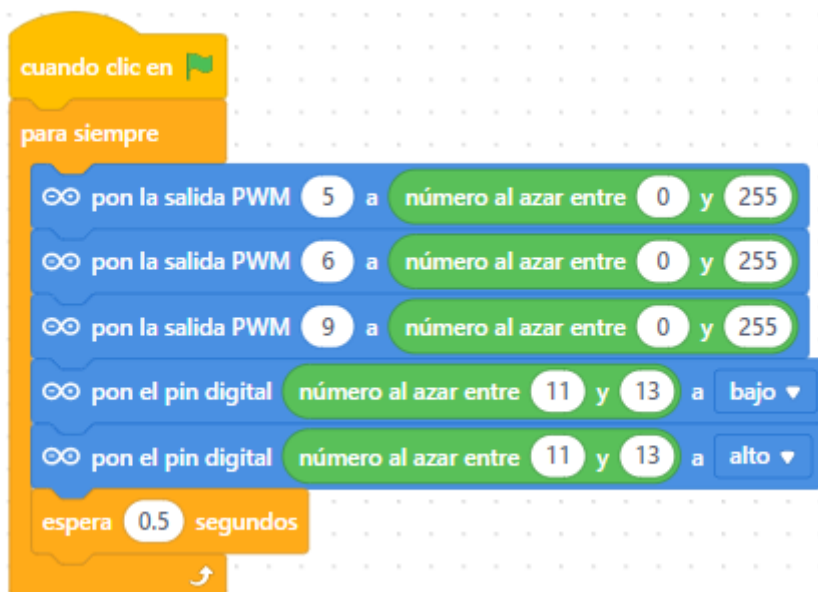 cuando clic en
para siempre
pon la salida PWM 5 a número al azar entre 0 y 255
pon la salida PWM 6 a número al azar entre 0 y 255
pon la salida PWM 9 a número al azar entre 0 y 255
pon el pin digital número al azar entre 11 y 13 a bajo
pon el pin digital número al azar entre 11 y 13 a alto
espera 0.5 segundos